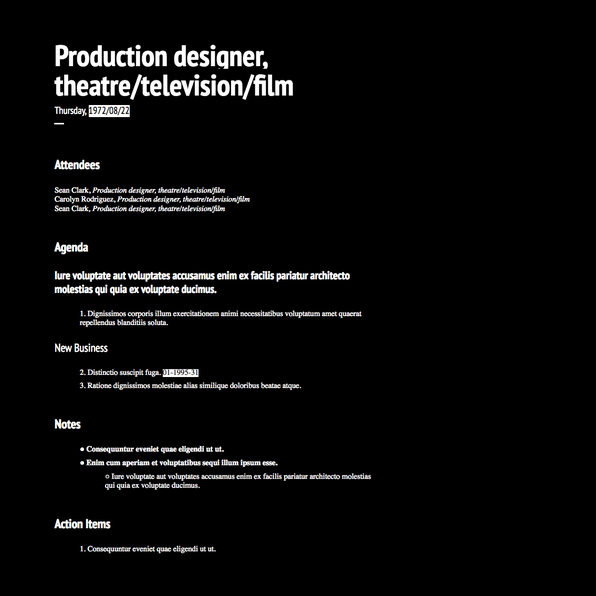 Production designer,
theatre/television/film
Thursday, 1972/08/22
Attendees
Sean Clark, Production designer, theatre/television/film
Carolyn Rodriguez, Production designer, theatre/television/film
Sean Clark, Production designer, theatre/television/film
Agenda
Iure voluptate aut voluptates accusamus enim ex facilis pariatur architecto
molestias qui quia ex voluptate ducimus.
1. Dignissimos corporis illum exercitationem animi necessitatibus voluptatum amet quaerat
repellendus blanditiis soluta.
New Business
2. Distinctio suscipit fuga. 01-1995-31
3. Ratione dignissimos molestiae alias similique doloribus beatae atque.
Notes
● Consequuntur eveniet quae eligendi ut ut.
● Enim cum aperiam et voluptatibus sequi illum ipsum esse.
○ Iure voluptate aut voluptates accusamus enim ex facilis pariatur architecto molestias
qui quia ex voluptate ducimus.
Action Items
1. Consequuntur eveniet quae eligendi ut ut.